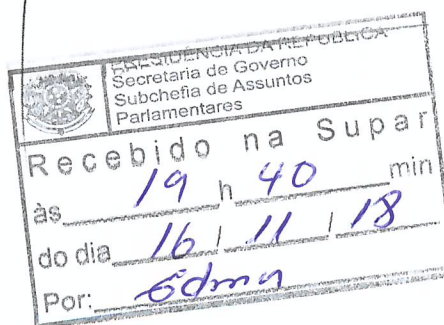 PRESIDÊNCIA DA REPÚBLICA
Secretaria de Governo
Subchefia de Assuntos
Parlamentares
Recebido na Supar
às 19 h 40 min
do dia 16 / 11 / 18
Por: